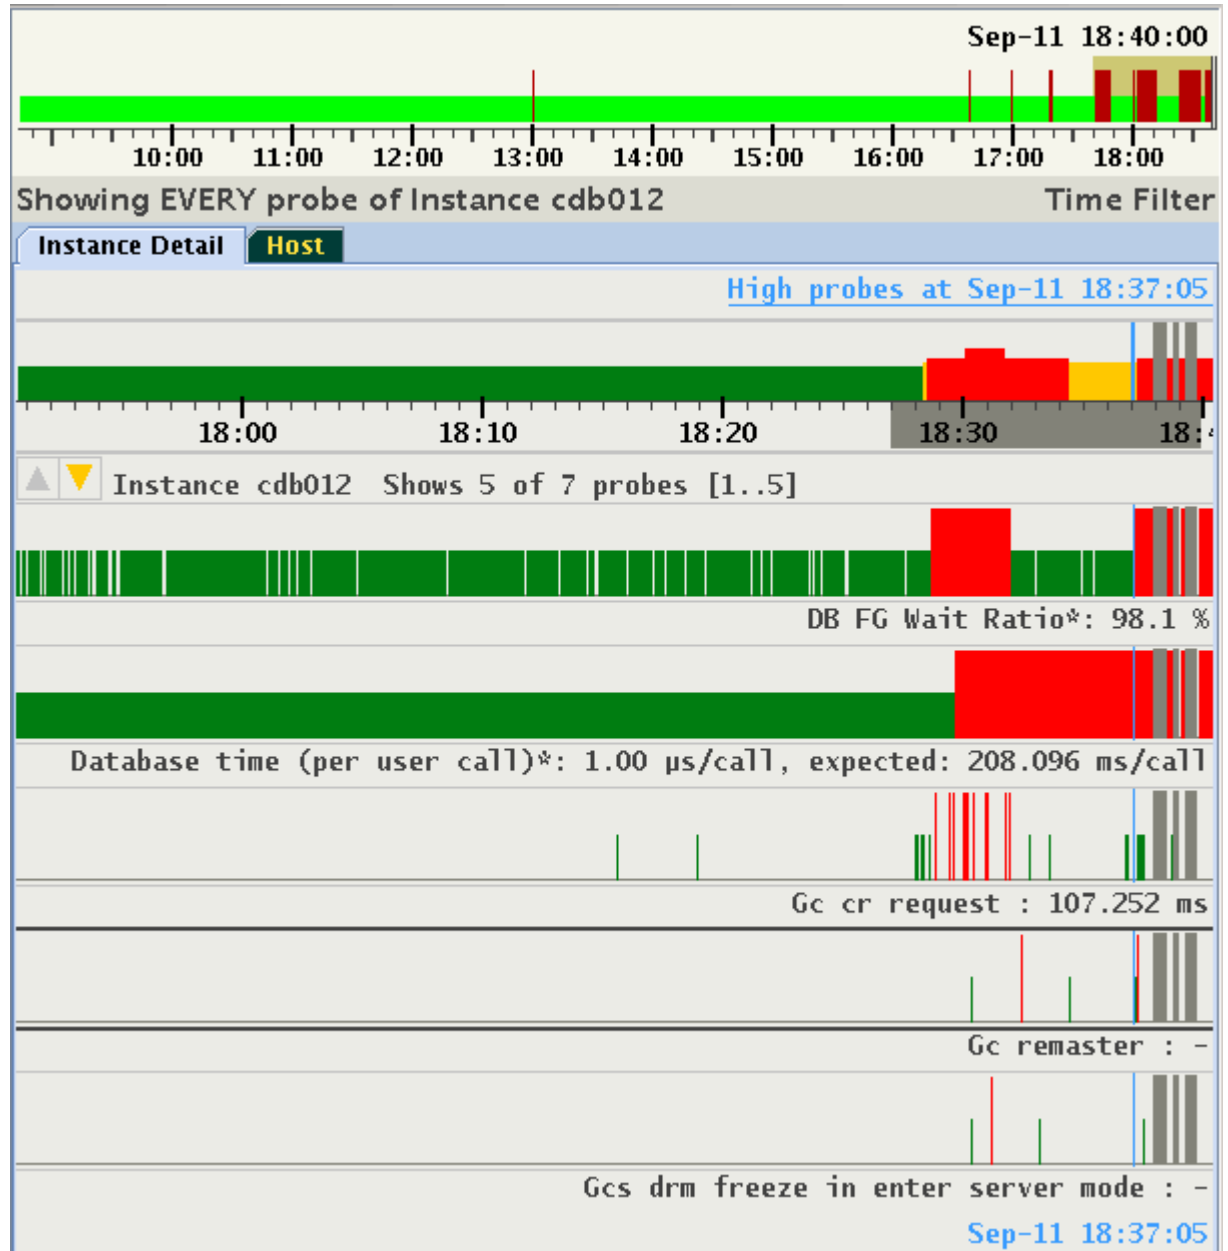 Sep-11 18:40:00
10:00 11:00 12:00 13:00 14:00 15:00 16:00 17:00 18:00
Showing EVERY probe of Instance cdb012 Time Filter
Instance Detail Host
High probes at Sep-11 18:37:05
18:00 18:10 18:20 18:30 18:4
Instance cdb012 Shows 5 of 7 probes [1..5]
DB FG Wait Ratio*: 98.1 %
Database time (per user call)*: 1.00 µs/call, expected: 208.096 ms/call
Gc cr request : 107.252 ms
Gc remaster : -
Gcs drm freeze in enter server mode : -
Sep-11 18:37:05